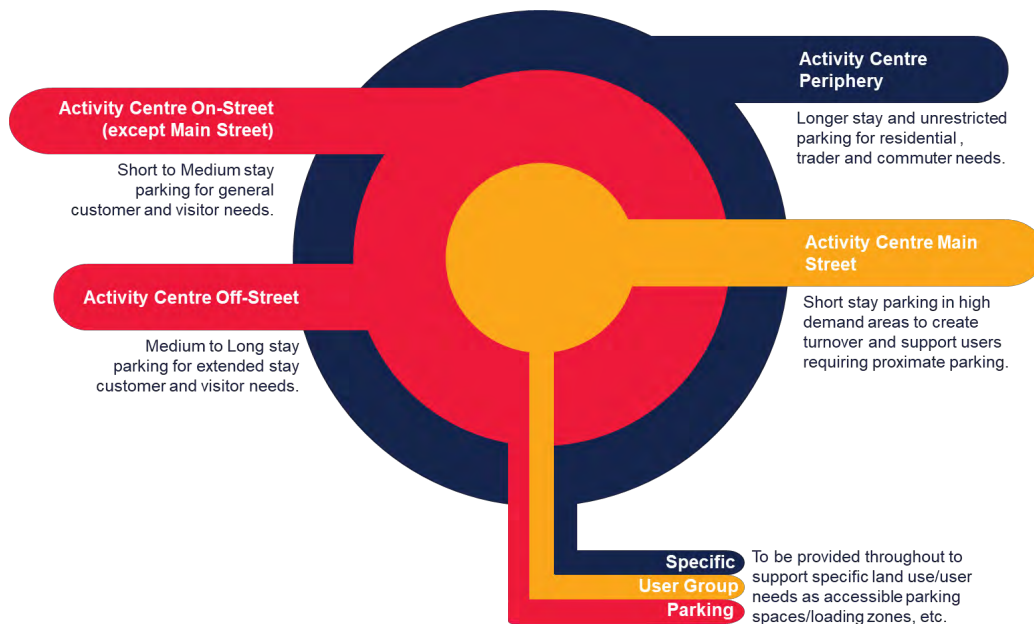 Activity Centre On-Street
(except Main Street)
Short to Medium stay
parking for general
customer and visitor needs.
Activity Centre Off-Street
Medium to Long stay
parking for extended stay
customer and visitor needs.
Activity Centre
Periphery
Longer stay and unrestricted
parking for residential ,
trader and commuter needs.
Activity Centre Main
Street
Short stay parking in high
demand areas to create
turnover and support users
requiring proximate parking.
Specific
User Group
Parking
To be provided throughout to
support specific land use/user
needs as accessible parking
spaces/loading zones, etc.